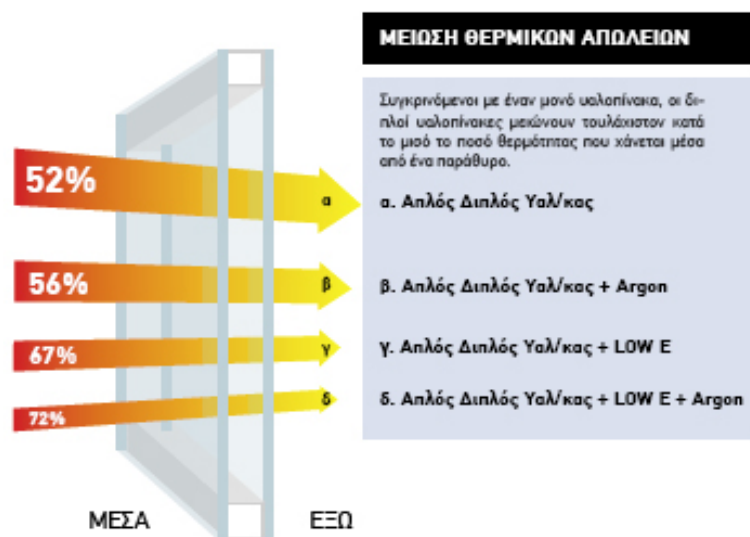 ΜΕΙΩΣΗ ΘΕΡΜΙΚΩΝ ΑΠΩΛΕΙΩΝ
Συγκρινόμενοι με έναν μονό υαλοπίνακα, οι δι-
πλοί υαλοπίνακες μειώνουν τουλάχιστον κατά
το μισό το ποσό θερμότητας που χάνεται μέσα
από ένα παράθυρο.
52%
α
α. Απλός Διπλός Υαλ/κας
56%
β
β. Απλός Διπλός Υαλ/κας + Argon
67%
γ
γ. Απλός Διπλός Υαλ/κας + LOW E
72%
δ
δ. Απλός Διπλός Υαλ/κας + LOW E + Argon
ΜΕΣΑ
ΕΞΩ